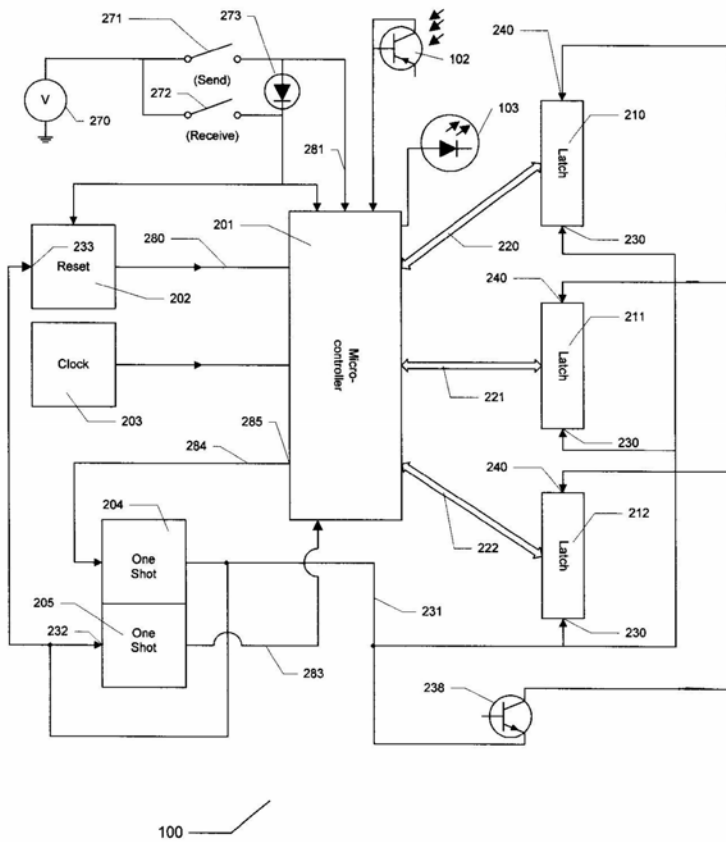 271
273
240
(Send)
102
272
V
103
210
270
(Receive)
Latch
281
201
220
230
233
280
240
Reset
202
211
Micro-
controller
Latch
Clock
221
203
285
230
284
240
204
212
222
Latch
One
Shot
205
231
232
One
Shot
230
283
238
100